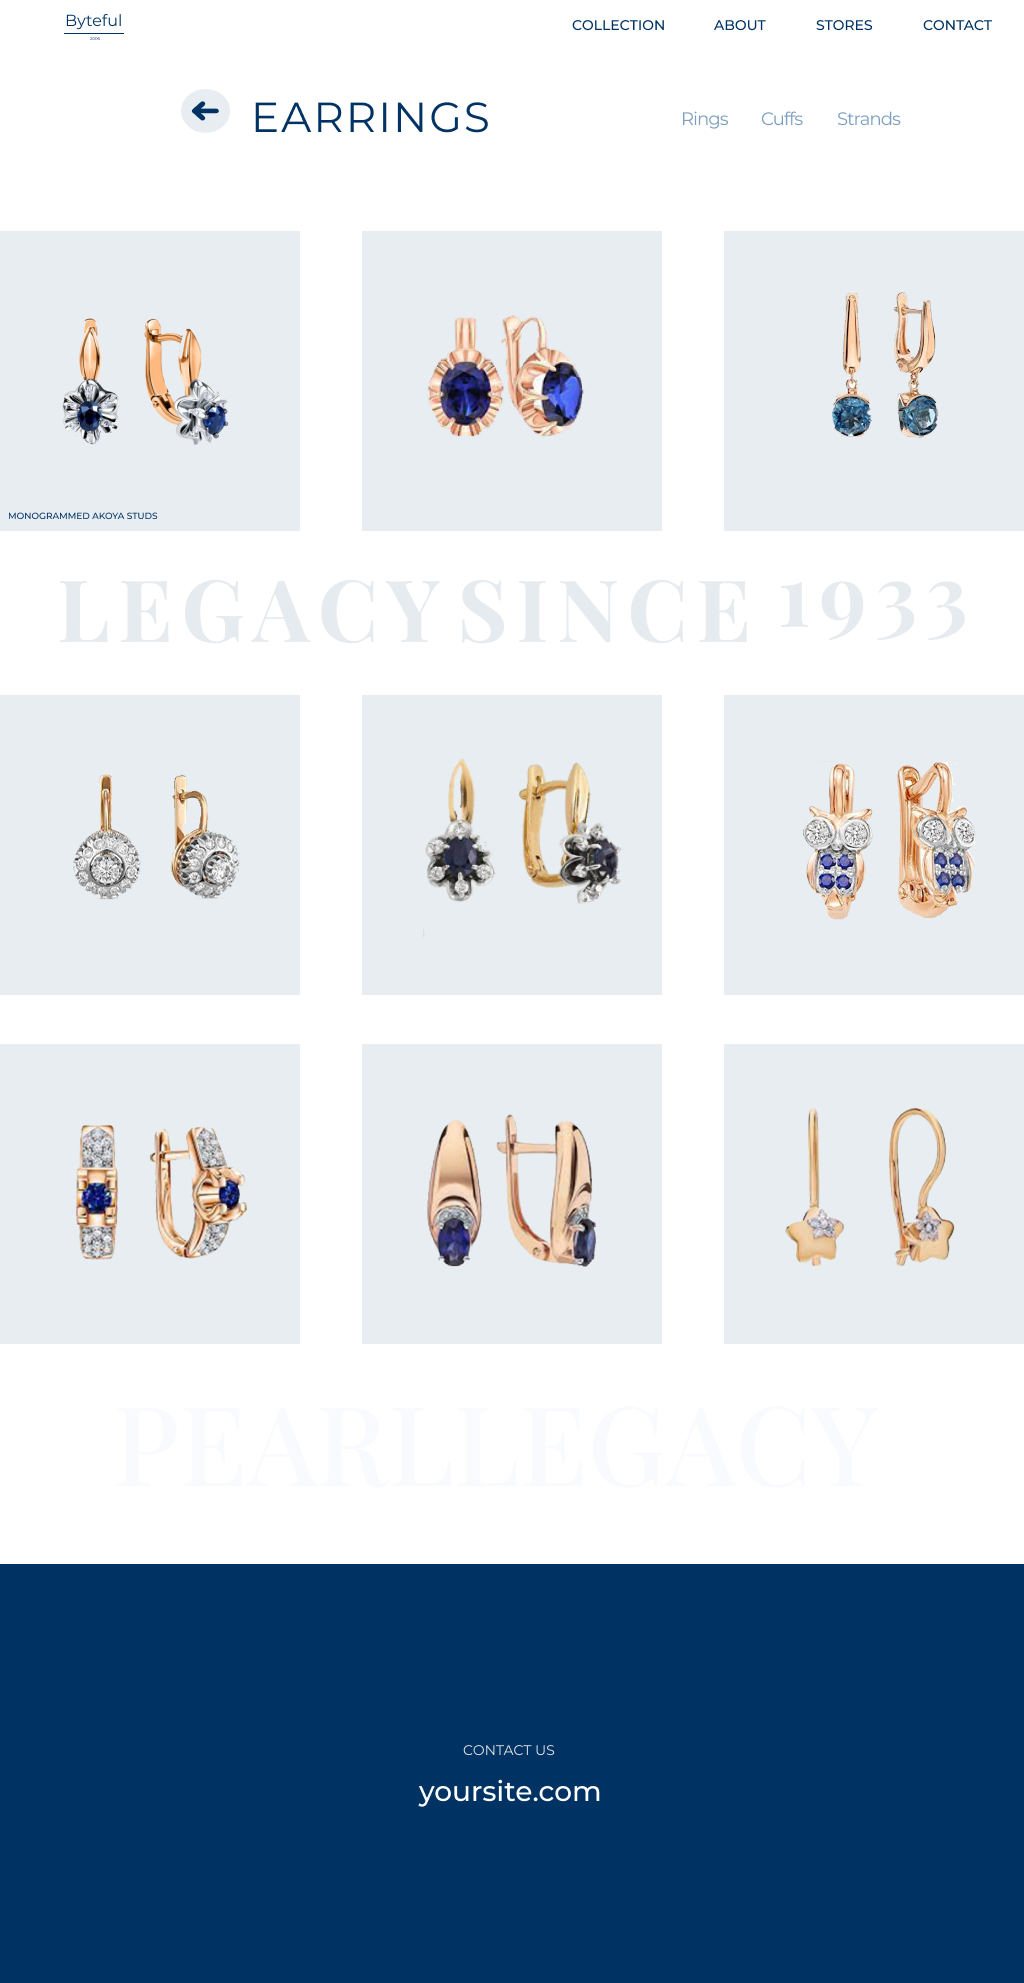 Byteful
COLLECTION ABOUT STORES CONTACT
EARRINGS
Rings Cuffs Strands
MONOGRAMMED AKOYA STUDS
LEGACY SINCE 1933
PEARLLEGACY
CONTACT US
yoursite.com